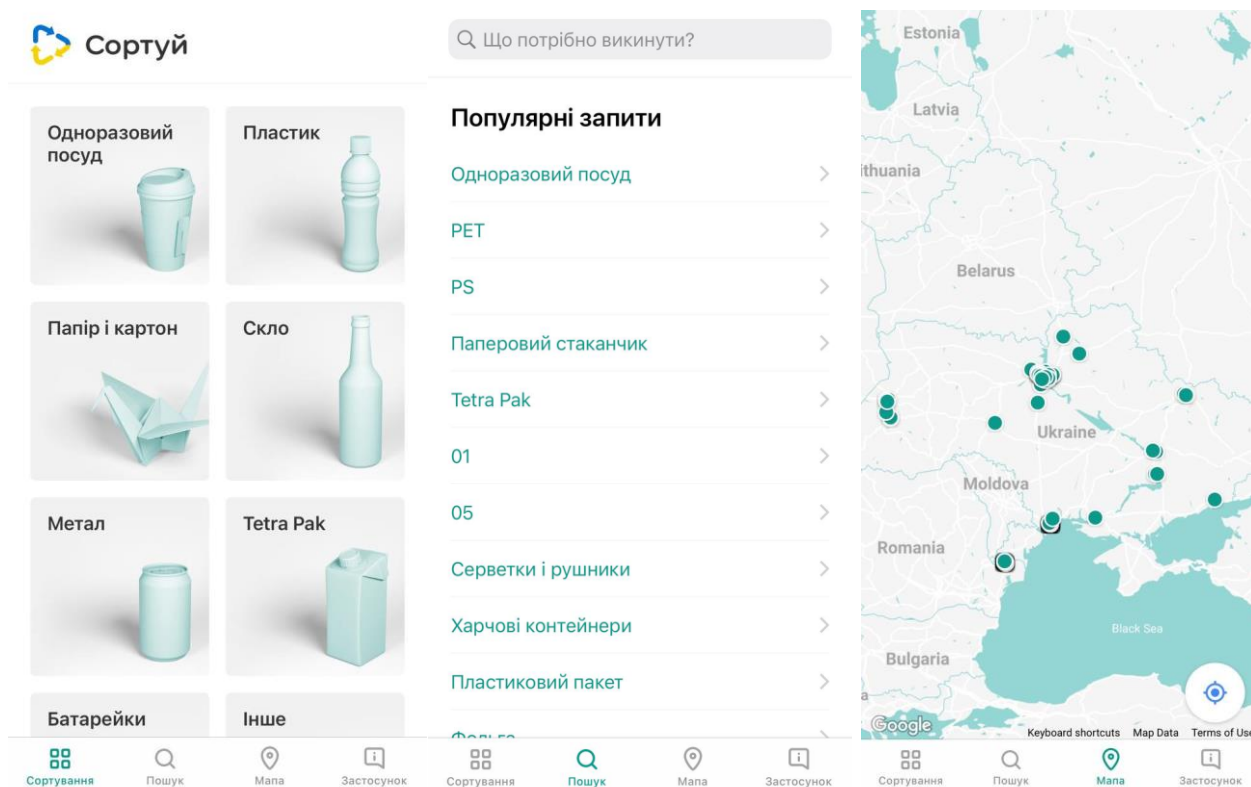 Сортуй
Одноразовий
посуд
Пластик
Папір і картон
Скло
Метал
Tetra Pak
Батарейки
Інше
Сортування
Пошук
Мапа
Застосунок
Що потрібно викинути?
Популярні запити
Одноразовий посуд
PET
PS
Паперовий стаканчик
Tetra Pak
01
05
Серветки і рушники
Харчові контейнери
Пластиковий пакет
Фольга
Сортування
Пошук
Мапа
Застосунок
Estonia
Latvia
ithuania
Belarus
Ukraine
Moldova
Romania
Black Sea
Bulgaria
Google
Keyboard shortcuts
Map Data
Terms of Use
Сортування
Пошук
Мапа
Застосунок